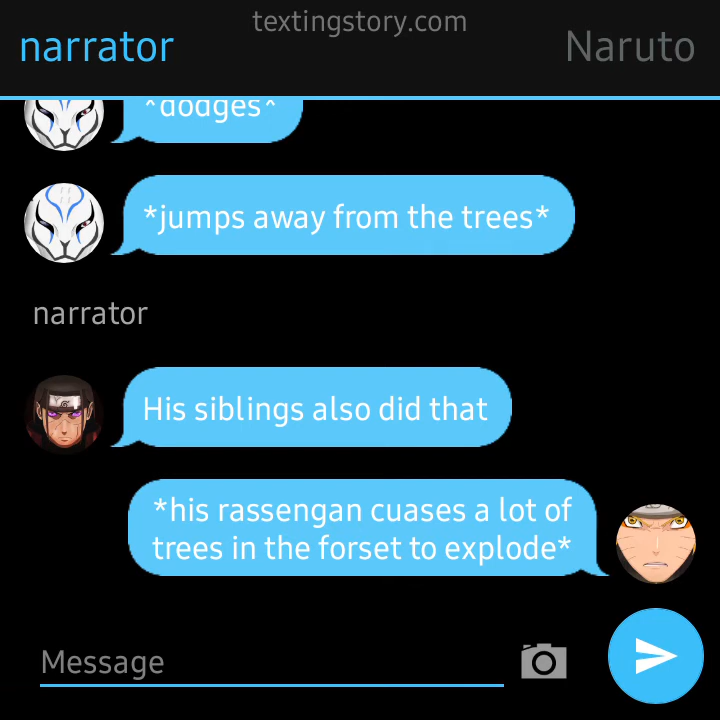 textingstory.com
narrator
Naruto
*dodges*
*jumps away from the trees*
narrator
His siblings also did that
*his rassengan cuases a lot of
trees in the forset to explode*
Message